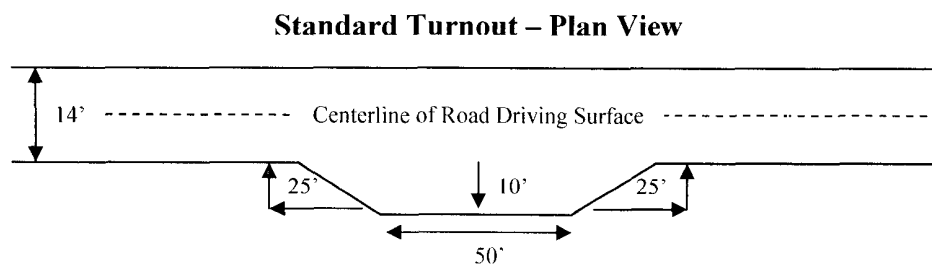 Standard Turnout – Plan View
14’
Centerline of Road Driving Surface
25’
10’
25’
50’